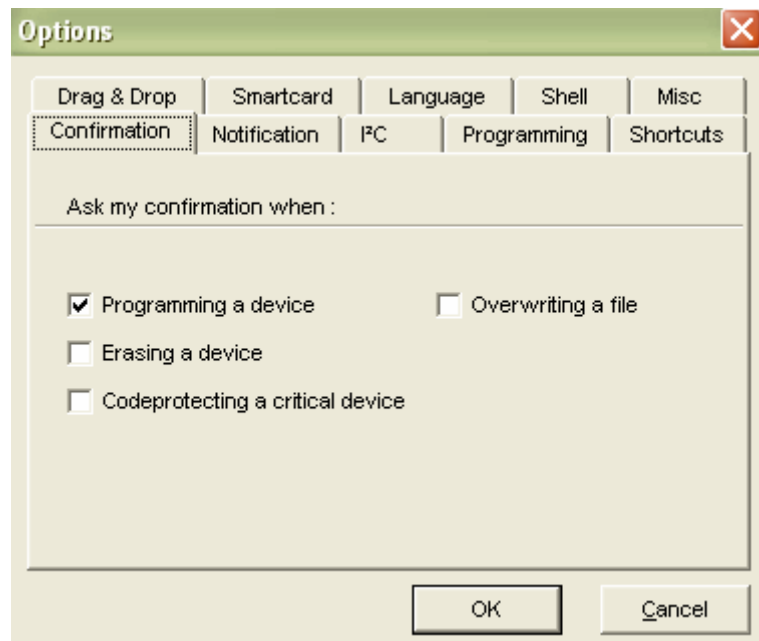 Options
Drag & Drop Smartcard Language Shell Misc
Confirmation Notification I²C Programming Shortcuts
Ask my confirmation when :
Programming a device Overwriting a file
Erasing a device
Codeprotecting a critical device
OK Cancel